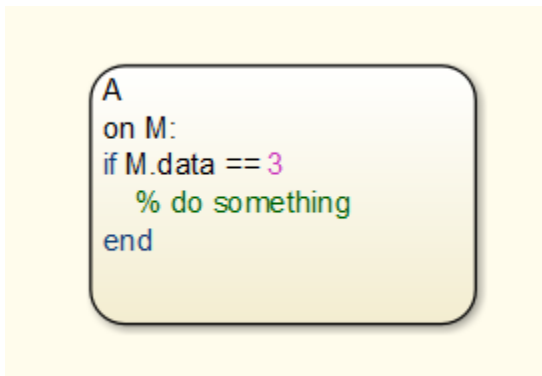 A
on M:
if M.data == 3
% do something
end